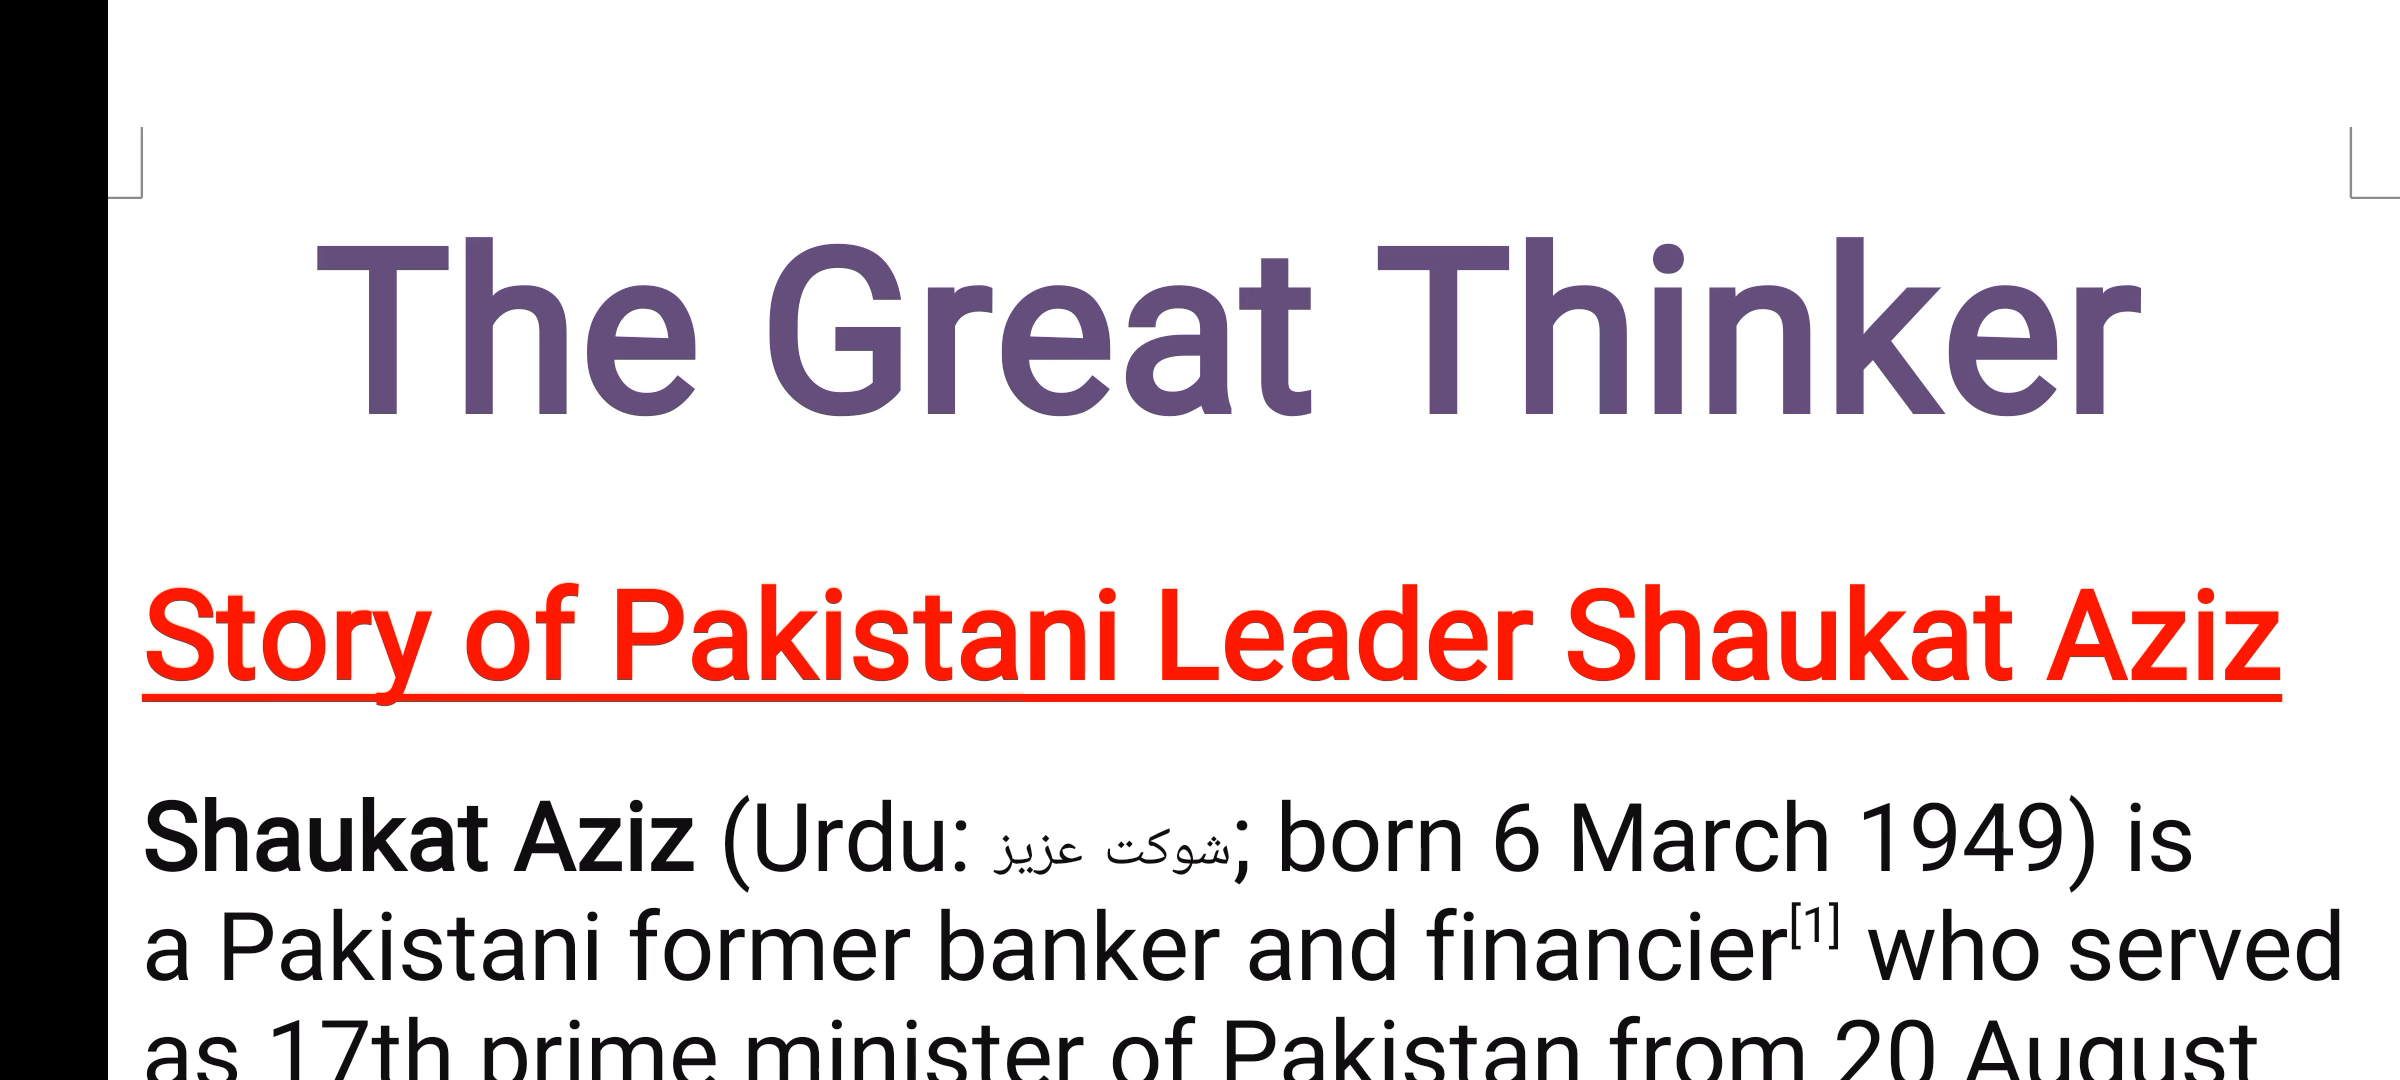 The Great Thinker
Story of Pakistani Leader Shaukat Aziz
Shaukat Aziz (Urdu: شوکت عزیز; born 6 March 1949) is
a Pakistani former banker and financier[1] who served
as 17th prime minister of Pakistan from 20 August